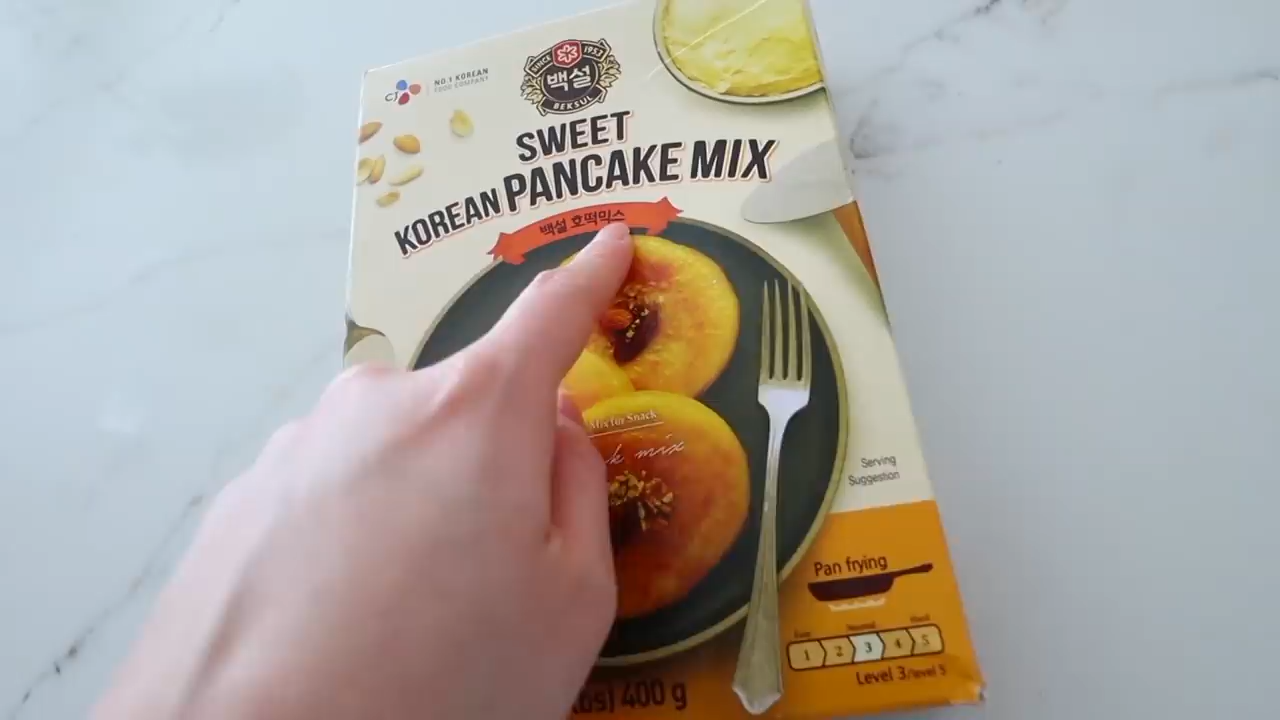 CJ
NO.1 KOREAN
FOOD COMPANY
SINCE 1953
백설
BEKSUL
SWEET
KOREAN PANCAKE MIX
백설 호떡믹스
Mix for Snack
mix
Serving
Suggestion
Pan frying
Easy Normal Hard
1 2 3 4 5
Level 3/level 5
400 g